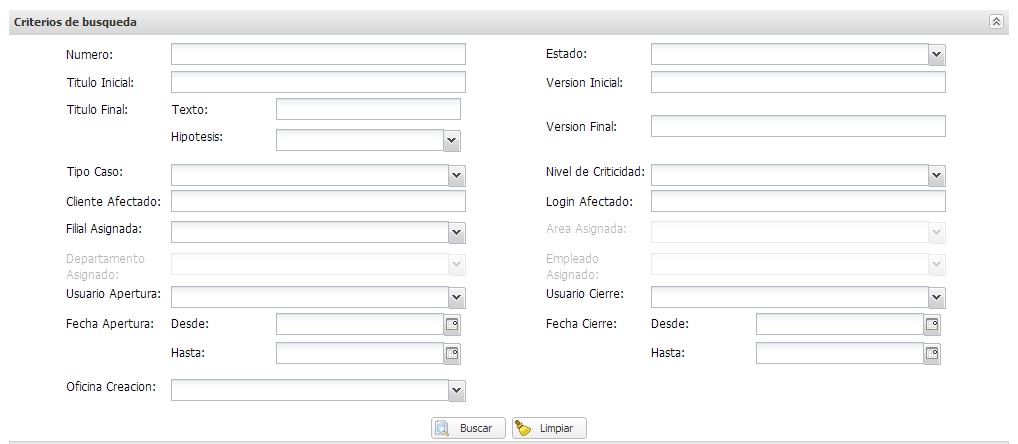 Criterios de busqueda
Numero: Estado:
Titulo Inicial: Version Inicial:
Titulo Final: Texto:
Hipotesis: Version Final:
Tipo Caso: Nivel de Criticidad:
Cliente Afectado: Login Afectado:
Filial Asignada: Area Asignada:
Departamento Empleado
Asignado: Asignado:
Usuario Apertura: Usuario Cierre:
Fecha Apertura: Desde: Fecha Cierre: Desde:
Hasta: Hasta:
Oficina Creacion:
Buscar Limpiar